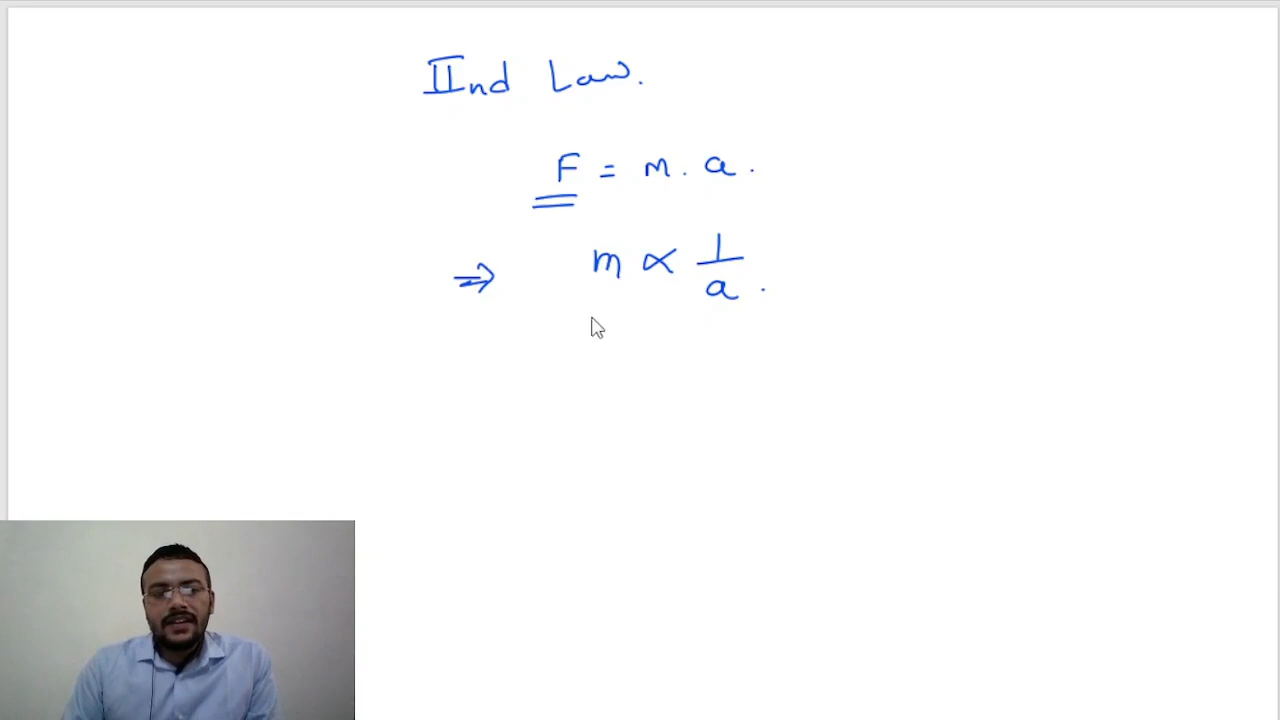 IInd Law.
F = m. a.
⇒ m ∝ 1/a.